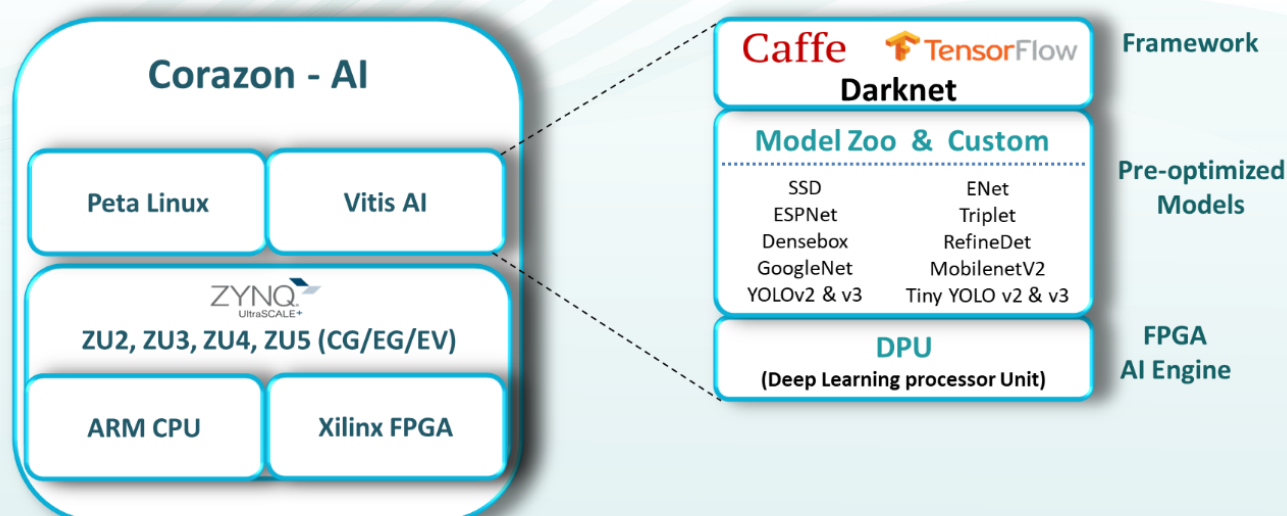 Corazon - AI
Peta Linux
Vitis AI
ZYNQ
UltraSCALE+
ZU2, ZU3, ZU4, ZU5 (CG/EG/EV)
ARM CPU
Xilinx FPGA
Caffe
TensorFlow
Darknet
Framework
Model Zoo & Custom
SSD
ENet
ESPNet
Triplet
Densebox
RefineDet
GoogleNet
MobilenetV2
YOLOv2 & v3
Tiny YOLO v2 & v3
Pre-optimized
Models
DPU
(Deep Learning processor Unit)
FPGA
AI Engine